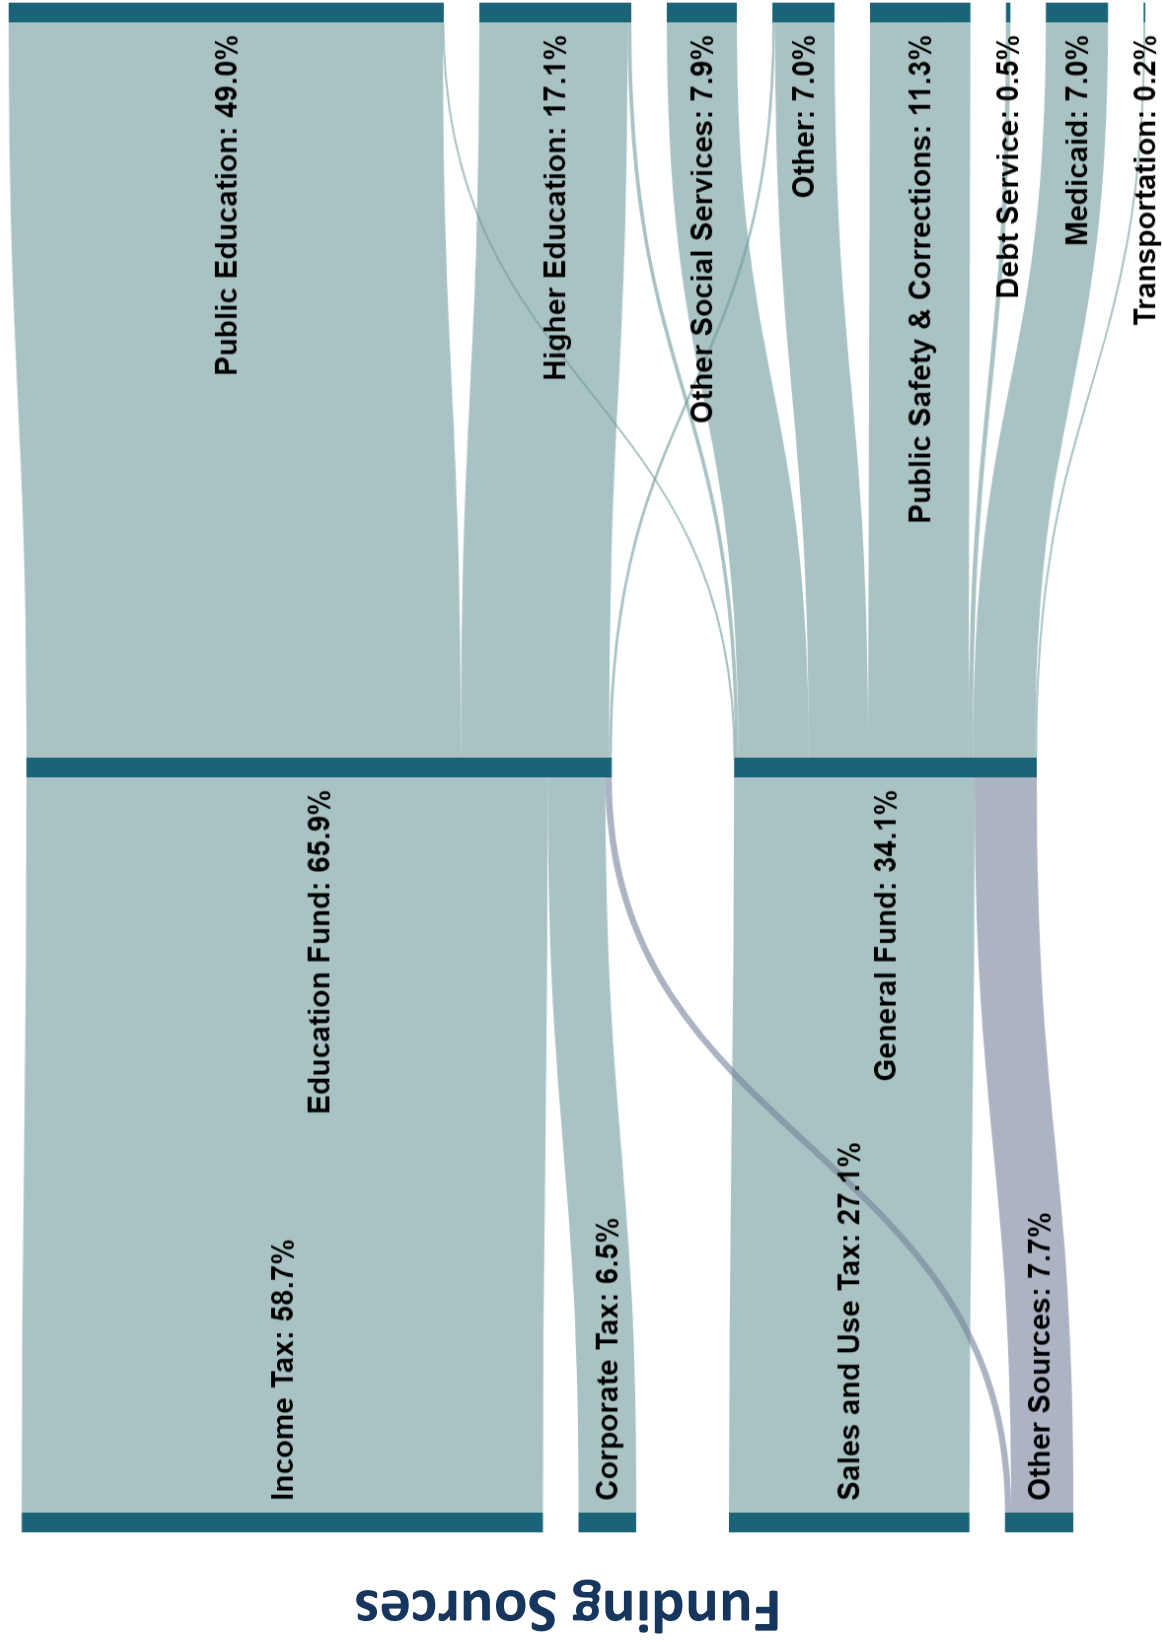 Funding Sources
Income Tax: 58.7%
Corporate Tax: 6.5%
Sales and Use Tax: 27.1%
Other Sources: 7.7%
Education Fund: 65.9%
General Fund: 34.1%
Public Education: 49.0%
Higher Education: 17.1%
Other Social Services: 7.9%
Other: 7.0%
Public Safety & Corrections: 11.3%
Debt Service: 0.5%
Medicaid: 7.0%
Transportation: 0.2%